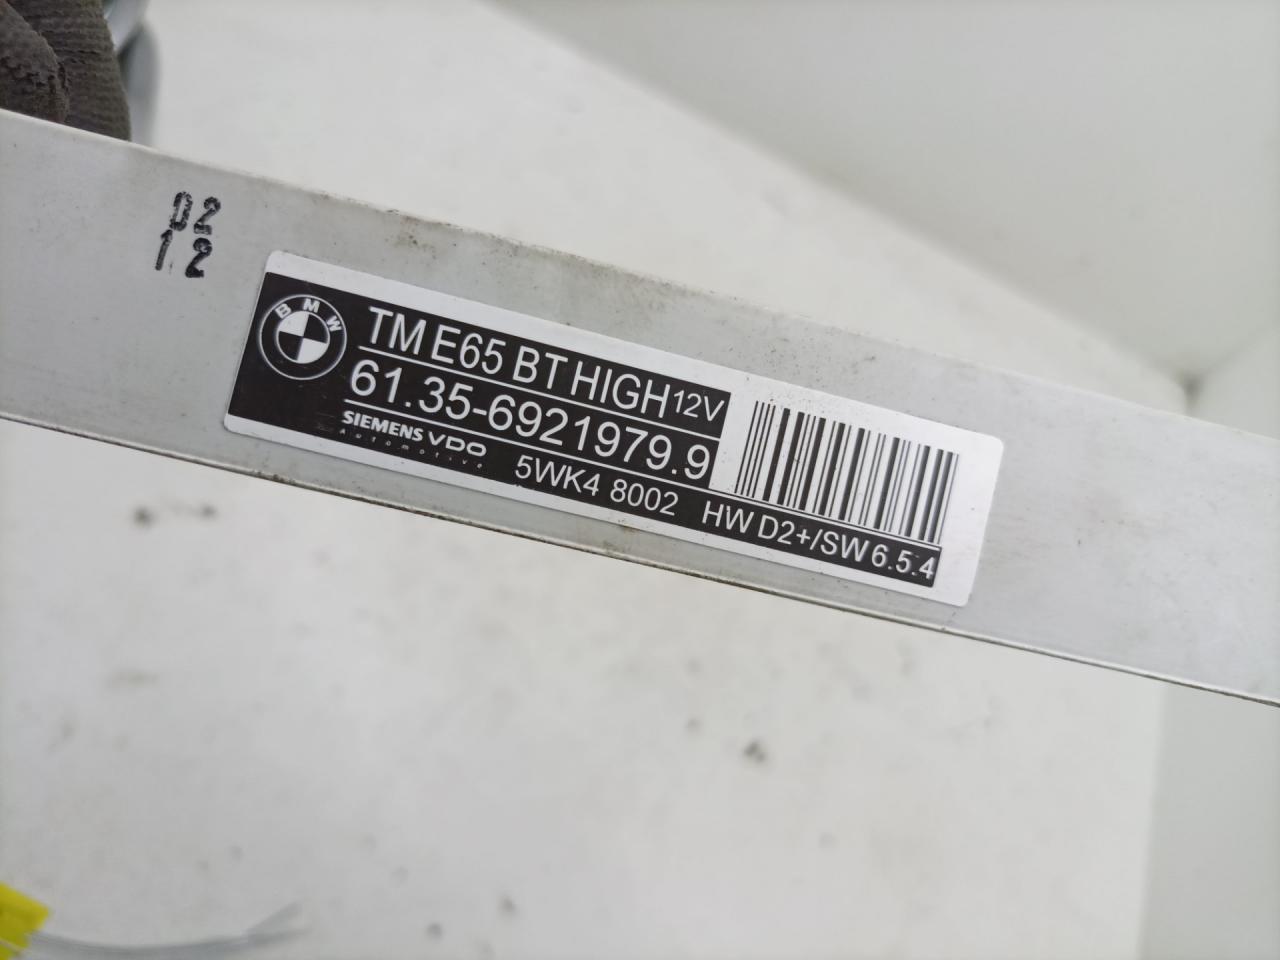 D2
12
BMW
TM E65 BT HIGH 12V
61.35-6921979.9
SIEMENS VDO
Automotive
5WK4 8002 HW D2+/SW 6.5.4